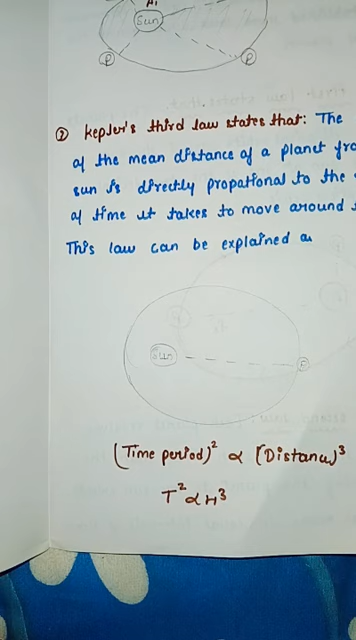 Sun
P P
③ kepler's third law states that: The
of the mean distance of a planet fro
sun is directly propational to the
of time it takes to move around
This law can be explained as
Sun P
(Time period)² α (Distance)³
T² α r³